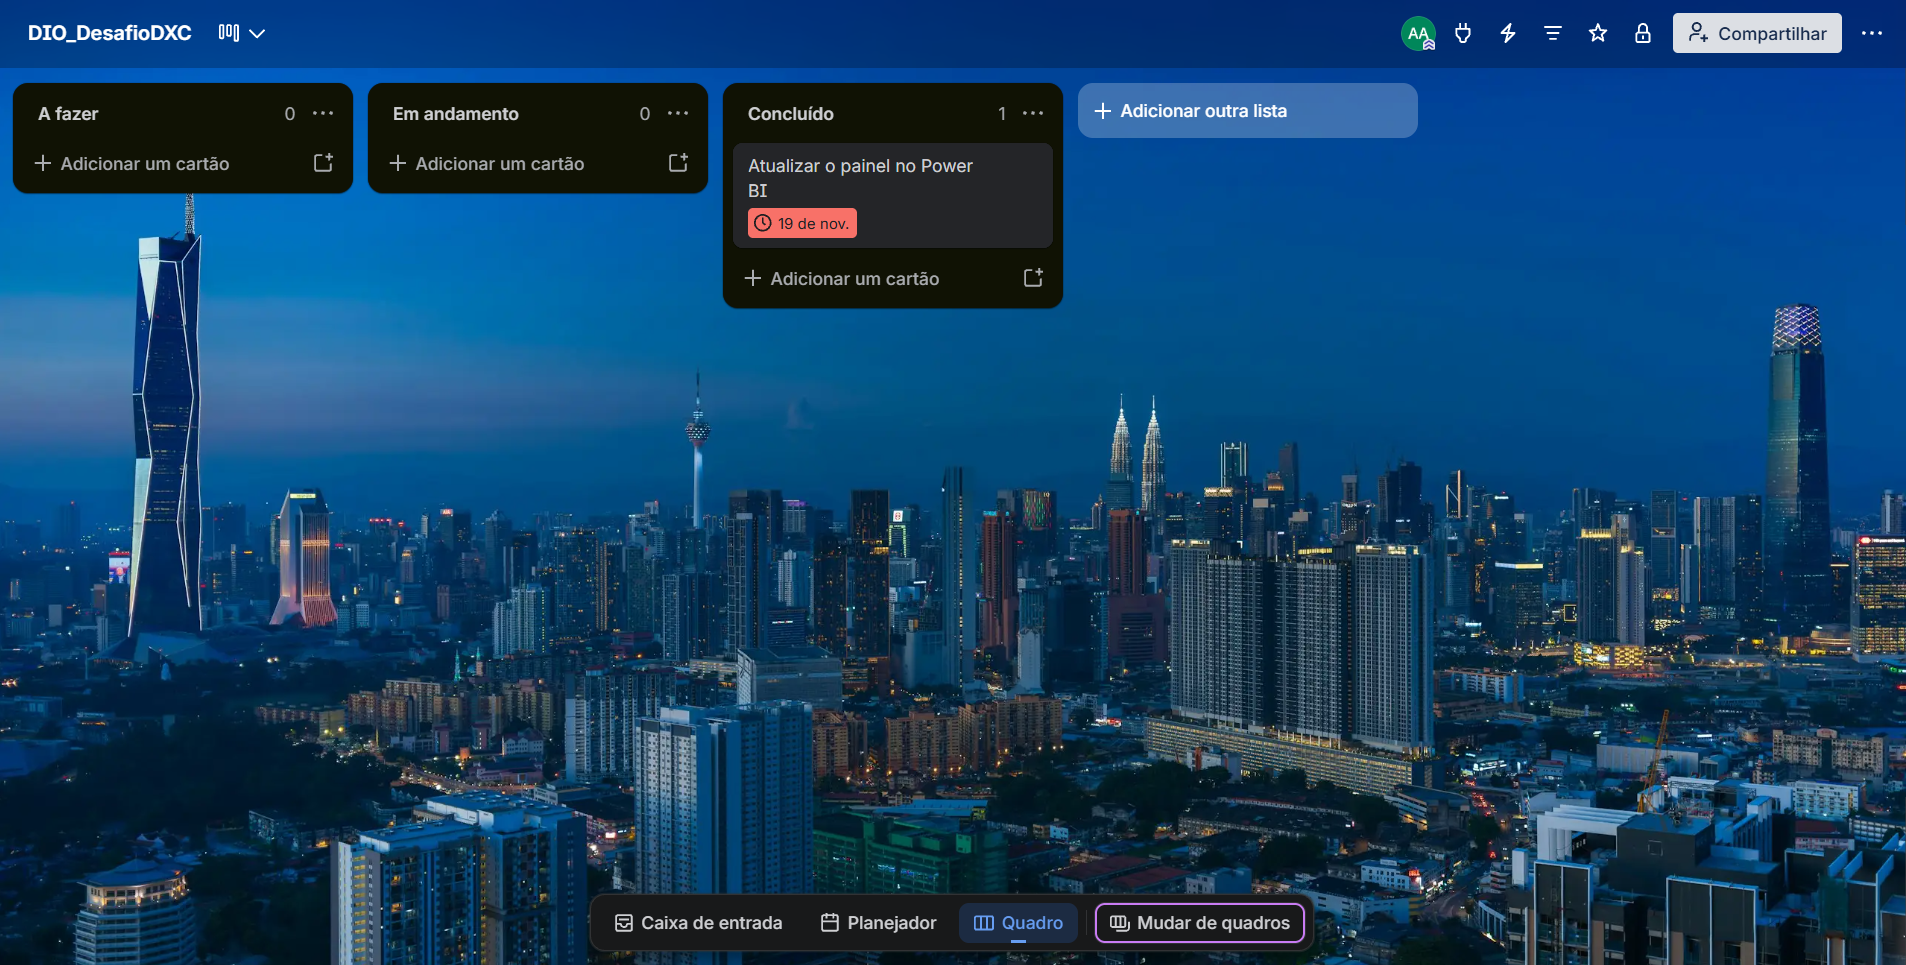 DIO_DesafioDXC
AA
Compartilhar
A fazer
0
Adicionar um cartão
Em andamento
0
Adicionar um cartão
Concluído
1
Atualizar o painel no Power
BI
19 de nov.
Adicionar um cartão
Adicionar outra lista
Caixa de entrada
Planejador
Quadro
Mudar de quadros